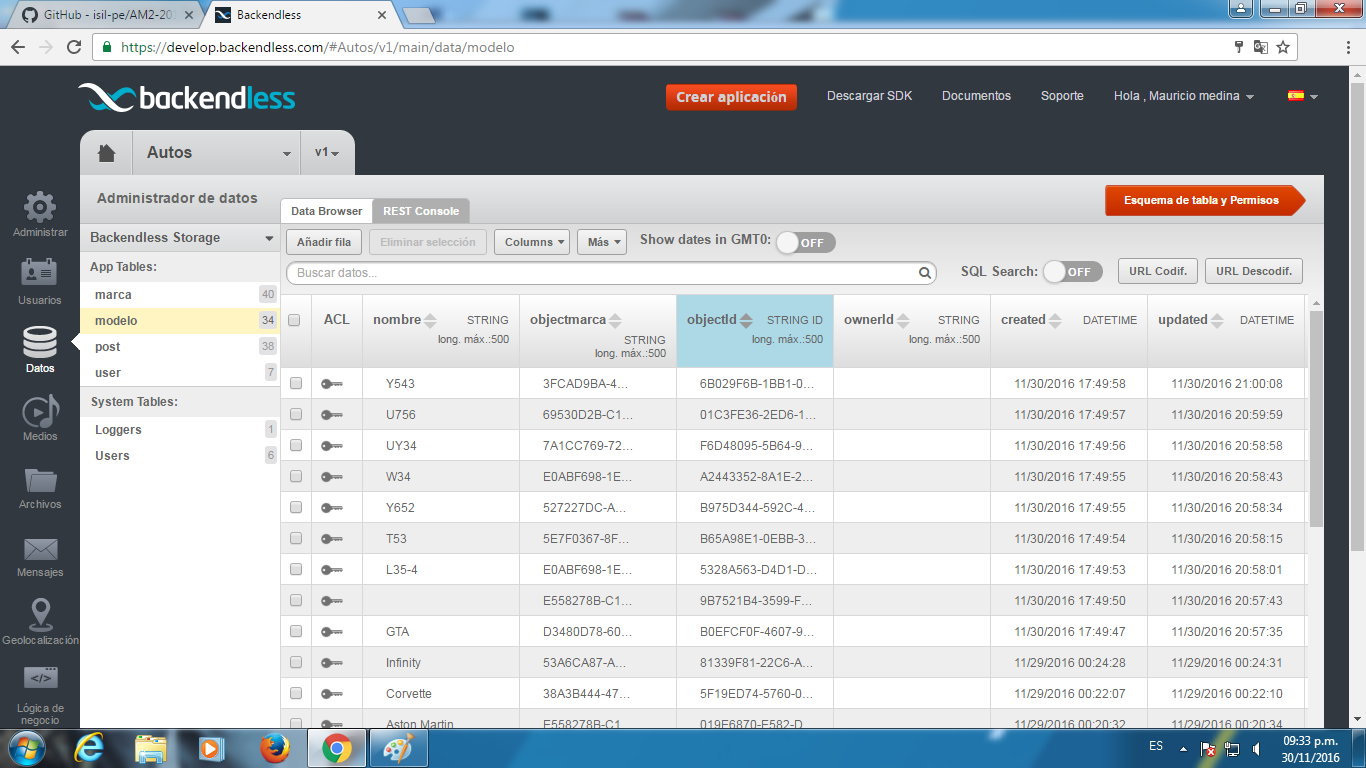 GitHub - isil-pe/AM2-20
Backendless
https://develop.backendless.com/#Autos/v1/main/data/modelo
backendless
Crear aplicación
Descargar SDK
Documentos
Soporte
Hola , Mauricio medina
Autos
v1
Administrar
Usuarios
Datos
Medios
Archivos
Mensajes
Geolocalización
Lógica de
negocio
Administrador de datos
Data Browser
REST Console
Esquema de tabla y Permisos
Backendless Storage
App Tables:
marca 40
modelo 34
post 38
user 7
System Tables:
Loggers 1
Users 6
Añadir fila
Eliminar selección
Columns
Más
Show dates in GMT0: OFF
Buscar datos...
SQL Search: OFF
URL Codif.
URL Descodif.
ACL
nombre STRING
long. máx.:500
objectmarca
STRING
long. máx.:500
objectId STRING ID
long. máx.:500
ownerId STRING
long. máx.:500
created DATETIME
updated DATETIME
Y543 3FCAD9BA-4... 6B029F6B-1BB1-0... 11/30/2016 17:49:58 11/30/2016 21:00:08
U756 69530D2B-C1... 01C3FE36-2ED6-1... 11/30/2016 17:49:57 11/30/2016 20:59:59
UY34 7A1CC769-72... F6D48095-5B64-9... 11/30/2016 17:49:56 11/30/2016 20:58:58
W34 E0ABF698-1E... A2443352-8A1E-2... 11/30/2016 17:49:55 11/30/2016 20:58:43
Y652 527227DC-A... B975D344-592C-4... 11/30/2016 17:49:55 11/30/2016 20:58:34
T53 5E7F0367-8F... B65A98E1-0EBB-3... 11/30/2016 17:49:54 11/30/2016 20:58:15
L35-4 E0ABF698-1E... 5328A563-D4D1-D... 11/30/2016 17:49:53 11/30/2016 20:58:01
E558278B-C1... 9B7521B4-3599-F... 11/30/2016 17:49:50 11/30/2016 20:57:43
GTA D3480D78-60... B0EFCF0F-4607-9... 11/30/2016 17:49:47 11/30/2016 20:57:35
Infinity 53A6CA87-A... 81339F81-22C6-A... 11/29/2016 00:24:28 11/29/2016 00:24:31
Corvette 38A3B444-47... 5F19ED74-5760-0... 11/29/2016 00:22:07 11/29/2016 00:22:10
Aston Martin E558278B-C1... 019E6870-E582-D... 11/29/2016 00:20:32 11/29/2016 00:20:34
ES
09:33 p.m.
30/11/2016